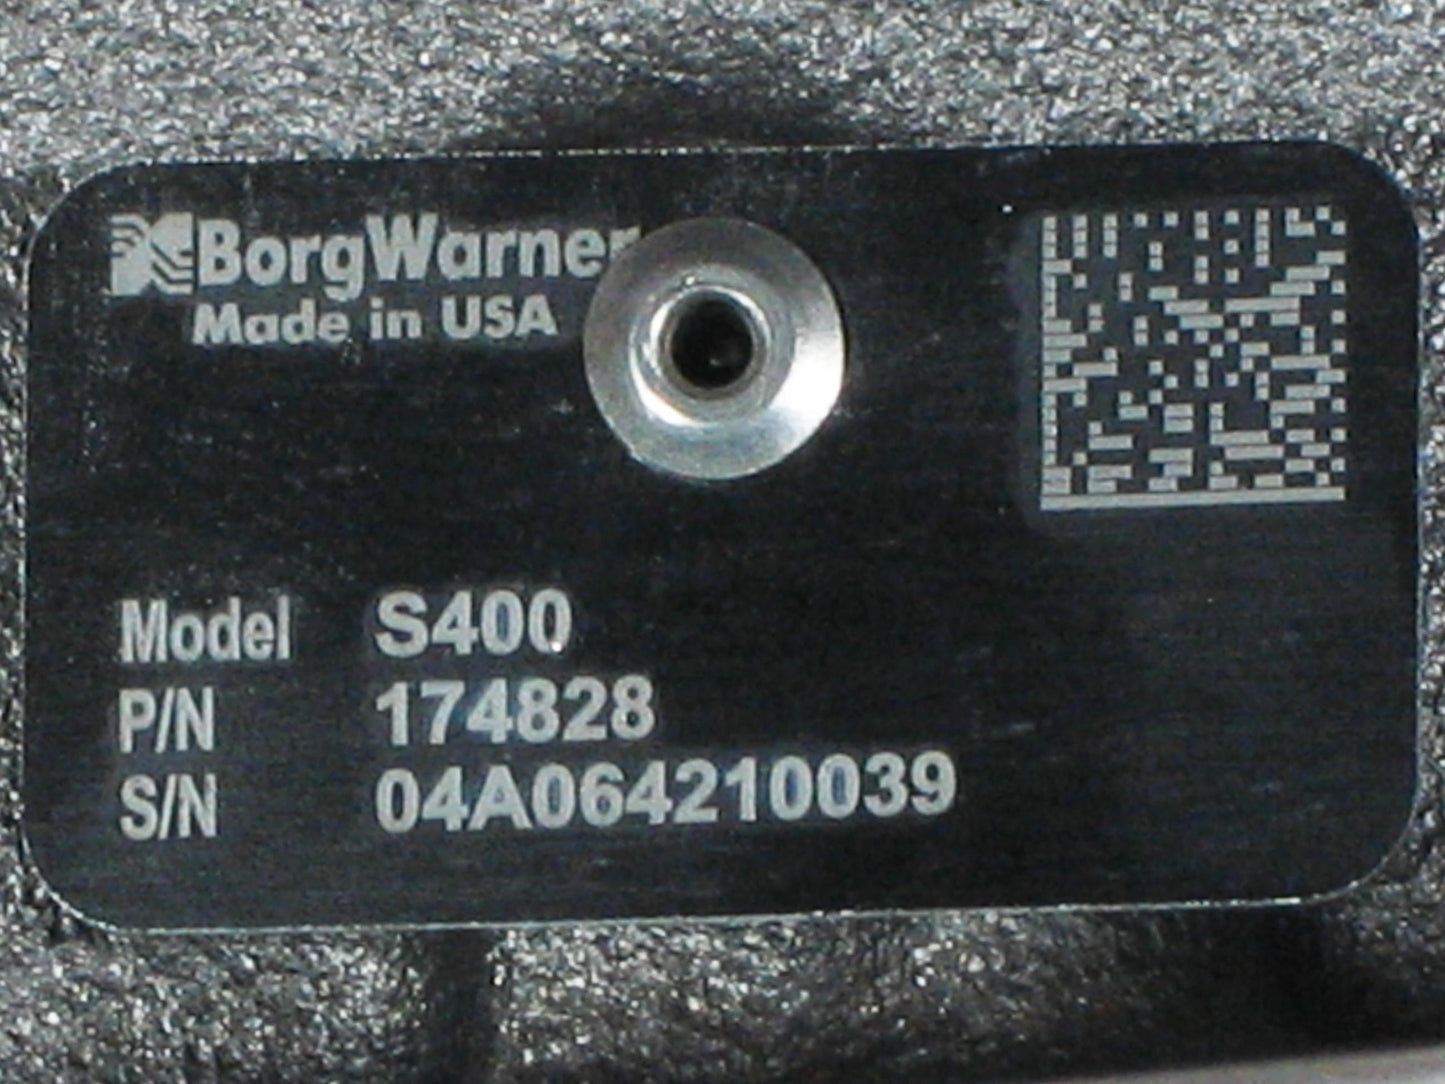 BorgWarner
Made in USA
Model S400
P/N 174828
S/N 04A064210039